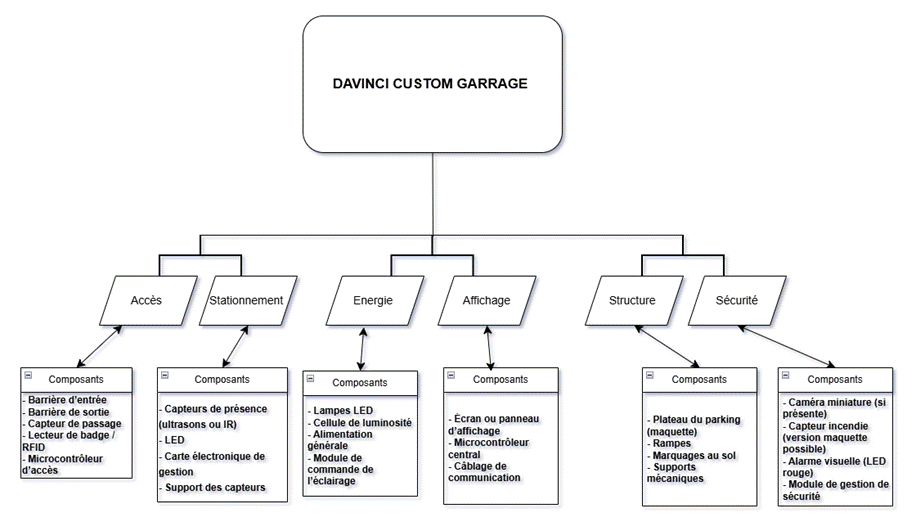 DAVINCI CUSTOM GARRAGE
Accès
Stationnement
Energie
Affichage
Structure
Sécurité
Composants
- Barrière d'entrée
- Barrière de sortie
- Capteur de passage
- Lecteur de badge /
RFID
- Microcontrôleur
d'accès
Composants
- Capteurs de présence
(ultrasons ou IR)
- LED
- Carte électronique de
gestion
- Support des capteurs
Composants
- Lampes LED
- Cellule de luminosité
- Alimentation
générale
- Module de
commande de
l'éclairage
Composants
- Écran ou panneau
d'affichage
- Microcontrôleur
central
- Câblage de
communication
Composants
- Plateau du parking
(maquette)
- Rampes
- Marquages au sol
- Supports
mécaniques
Composants
- Caméra miniature (si
présente)
- Capteur incendie
(version maquette
possible)
- Alarme visuelle (LED
rouge)
- Module de gestion de
sécurité